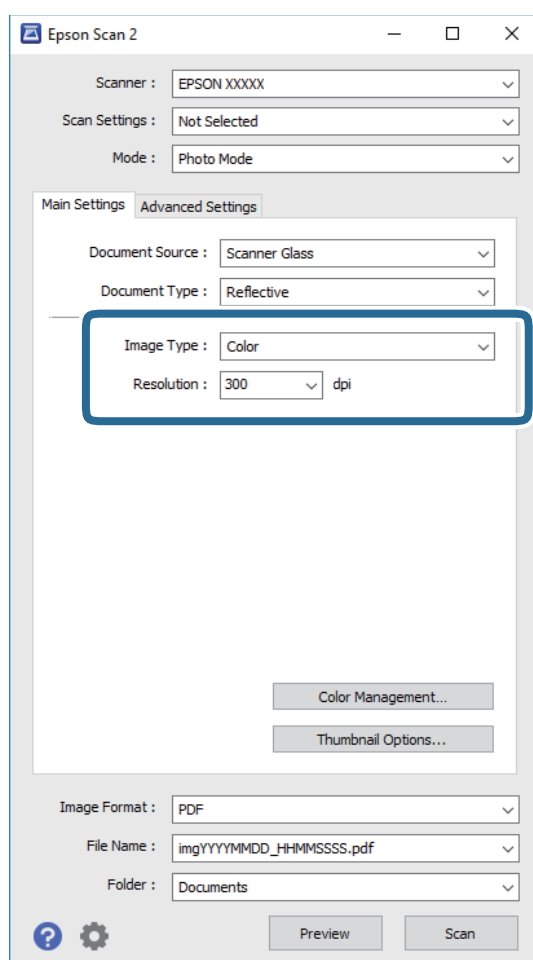 Epson Scan 2
Scanner : EPSON XXXXX
Scan Settings : Not Selected
Mode : Photo Mode
Main Settings Advanced Settings
Document Source : Scanner Glass
Document Type : Reflective
Image Type : Color
Resolution : 300 dpi
Color Management...
Thumbnail Options...
Image Format : PDF
File Name : imgYYYYMMDD_HHMMSSSS.pdf
Folder : Documents
? Preview Scan